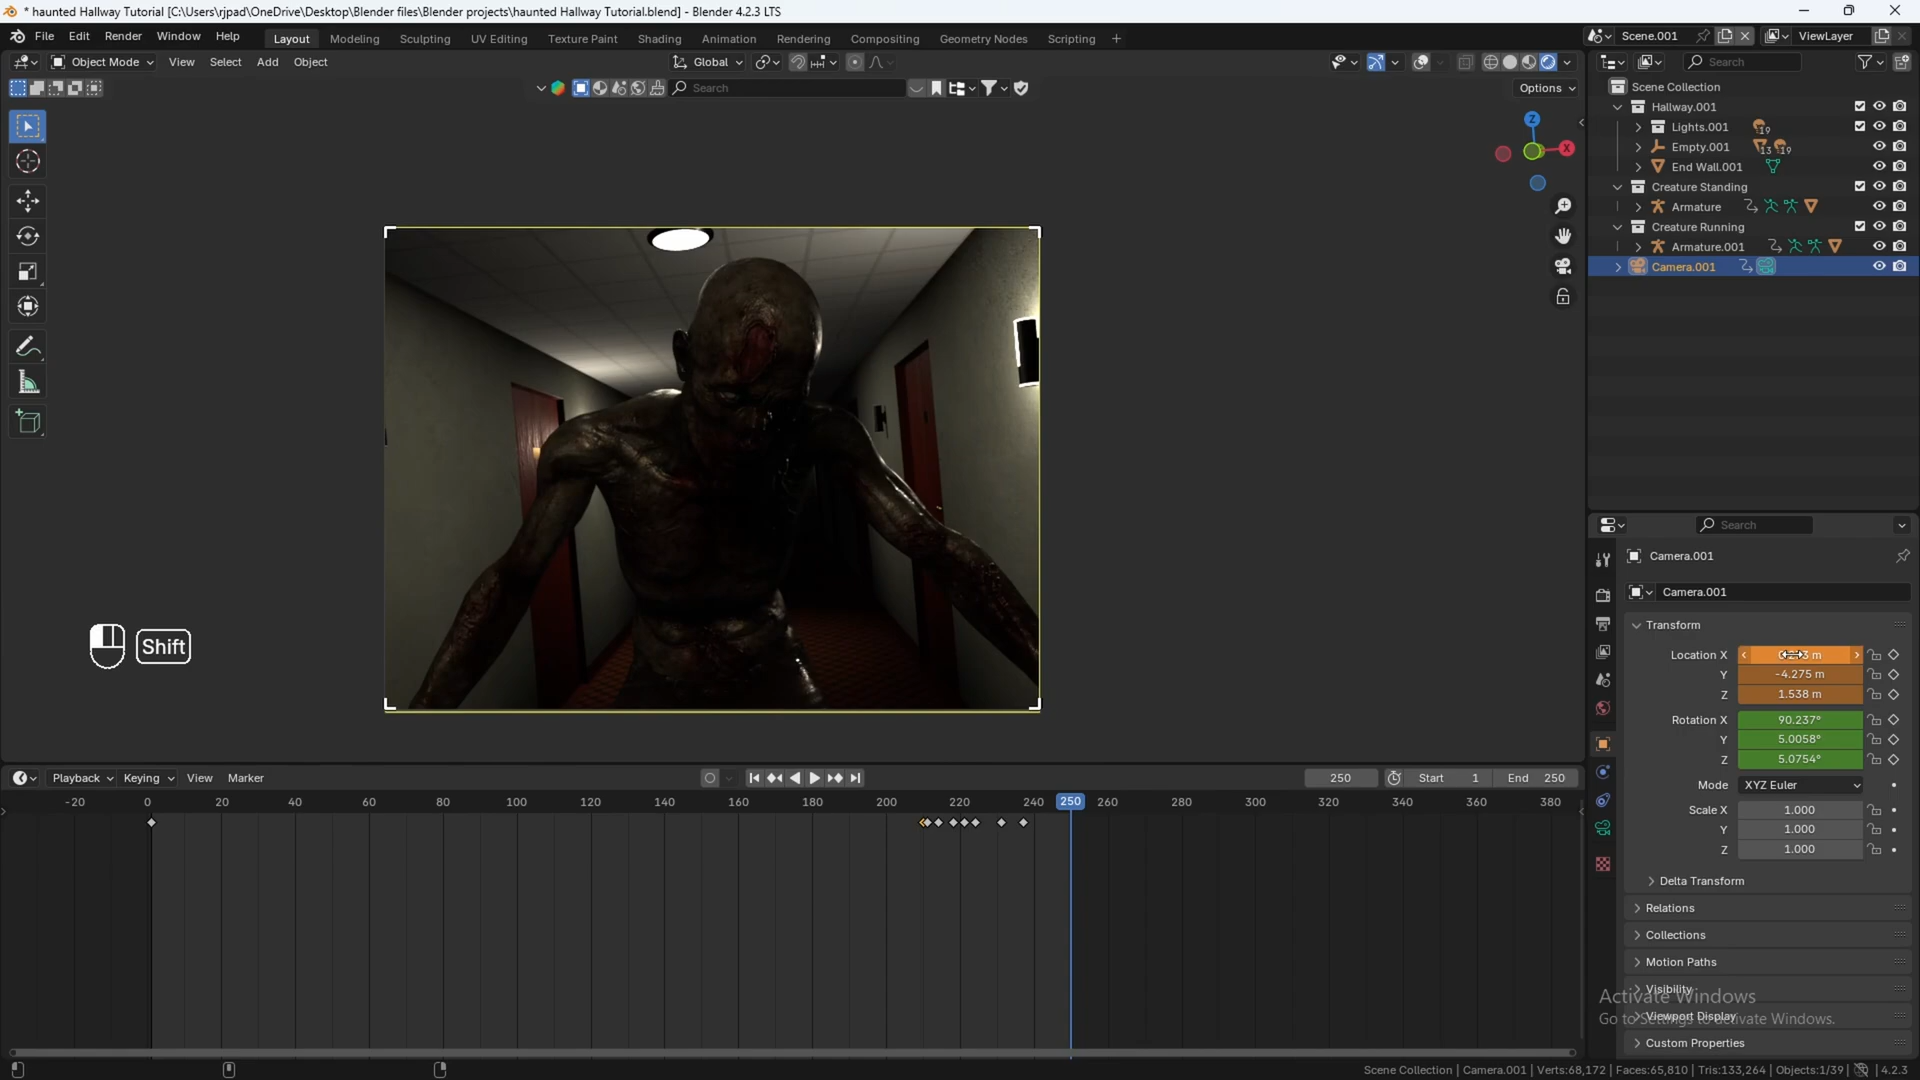 * haunted Hallway Tutorial [C:\Users\rjpad\OneDrive\Desktop\Blender files\Blender projects\haunted Hallway Tutorial.blend] - Blender 4.2.3 LTS
File Edit Render Window Help Layout Modeling Sculpting UV Editing Texture Paint Shading Animation Rendering Compositing Geometry Nodes Scripting + Scene.001 ViewLayer
Object Mode View Select Add Object Global Search
Search Options
Scene Collection
Hallway.001
Lights.001 19
Empty.001 13 19
End Wall.001
Creature Standing
Armature
Creature Running
Armature.001
Camera.001
Z
X
Shift
Search
Camera.001
Camera.001
Transform
Location X m
Y -4.275 m
Z 1.538 m
Rotation X 90.237°
Y 5.0058°
Z 5.0754°
Mode XYZ Euler
Scale X 1.000
Y 1.000
Z 1.000
Delta Transform
Relations
Collections
Motion Paths
Visibility
Viewport Display
Custom Properties
Activate Windows
Go to Settings to activate Windows.
Playback Keying View Marker 250 Start 1 End 250
-20 0 20 40 60 80 100 120 140 160 180 200 220 240 250 260 280 300 320 340 360 380
Scene Collection | Camera.001 | Verts:68,172 | Faces:65,810 | Tris:133,264 | Objects:1/39 | 4.2.3